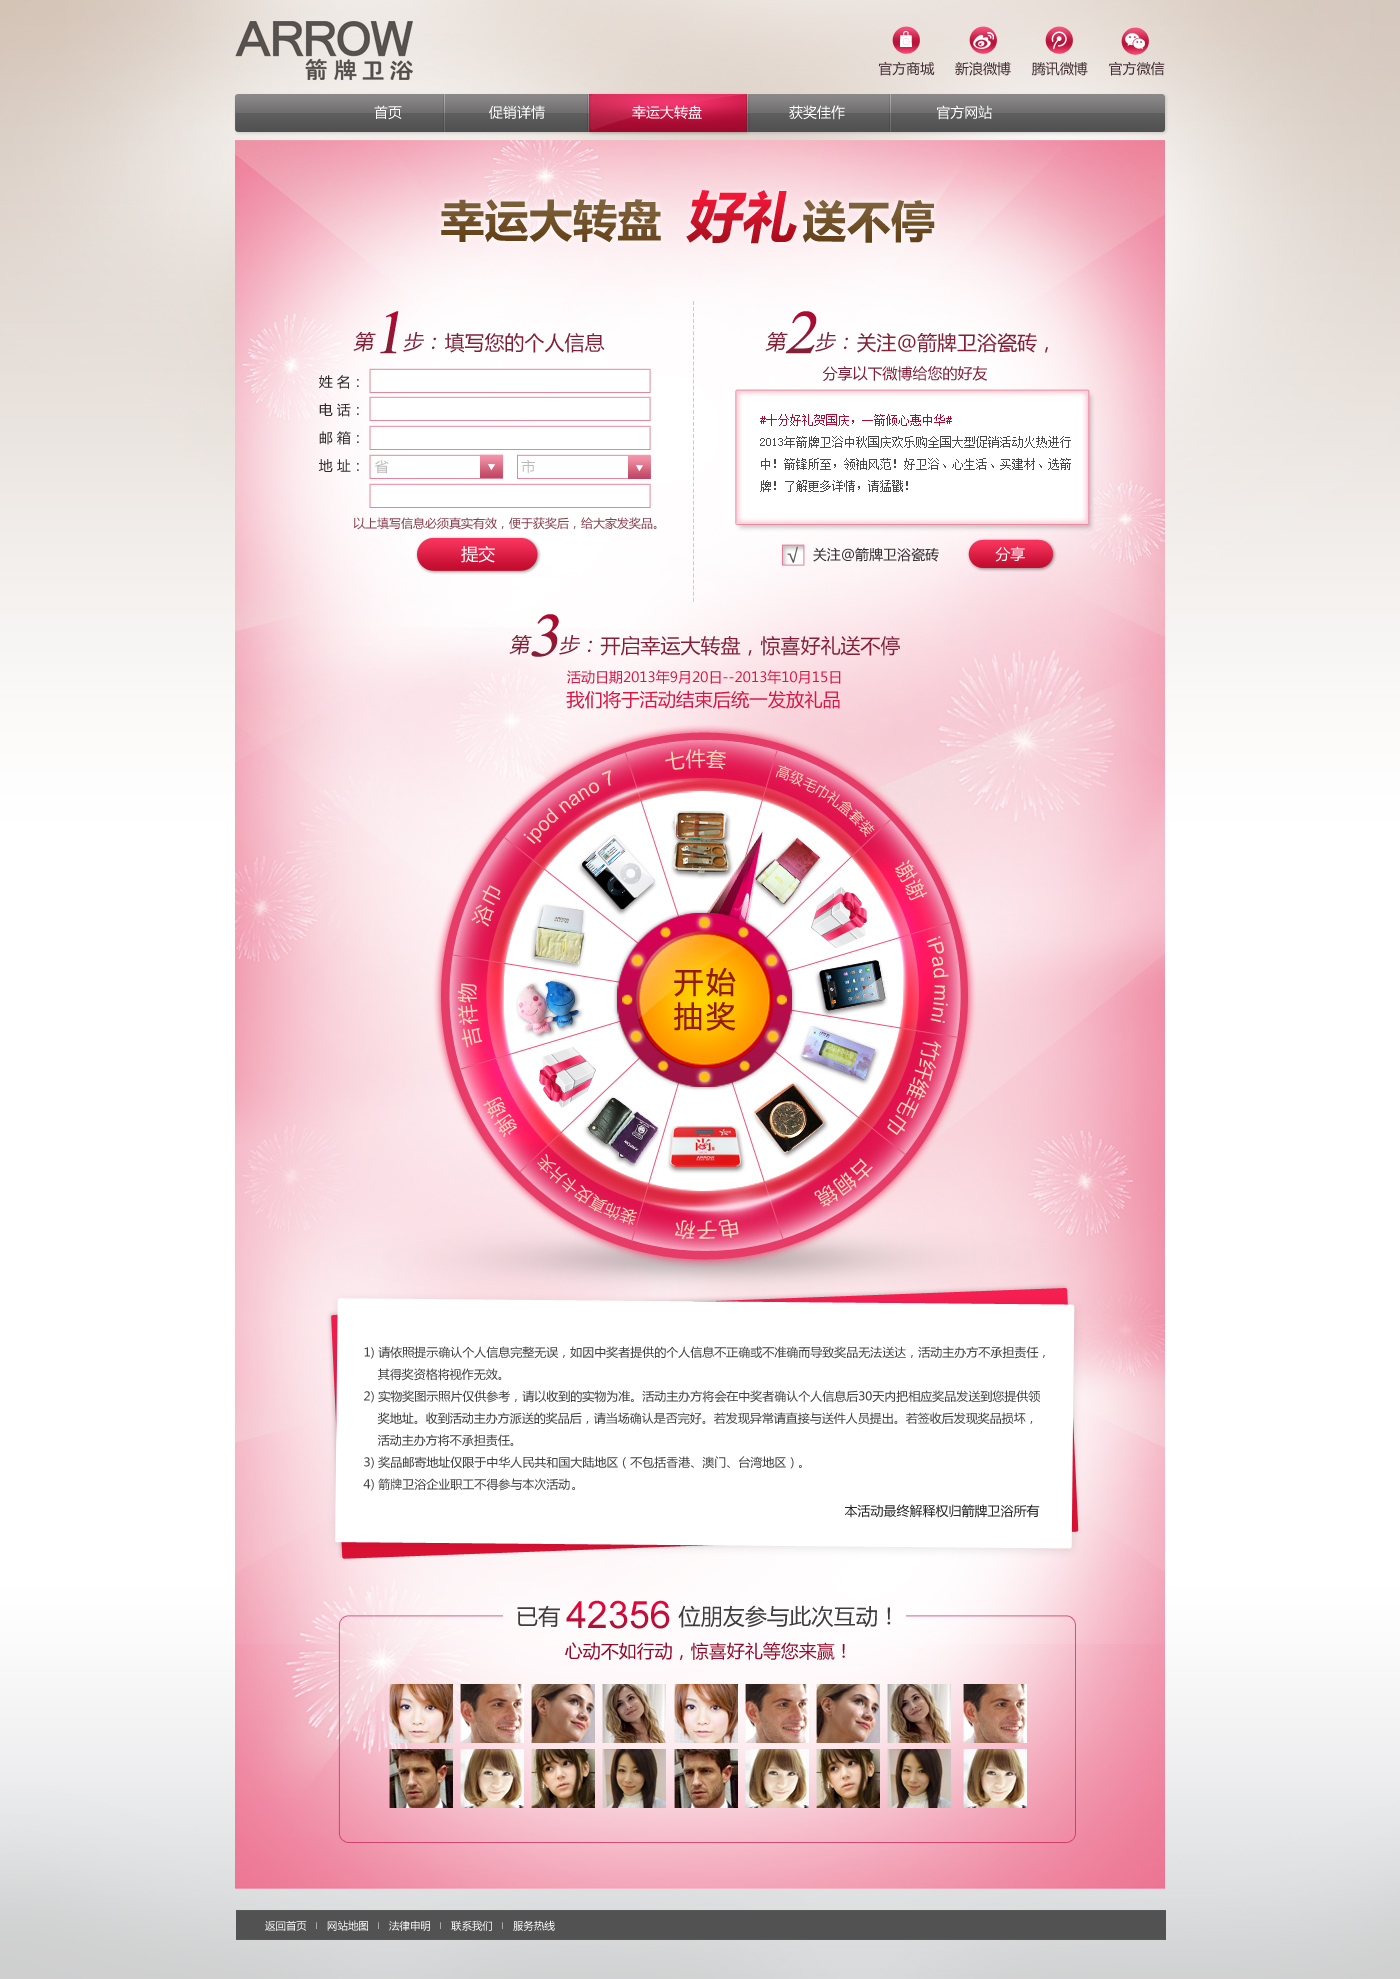 ARROW
箭牌卫浴
官方商城 新浪微博 腾讯微博 官方微信
首页 促销详情 幸运大转盘 获奖佳作 官方网站
幸运大转盘 好礼送不停
第1步：填写您的个人信息
姓 名：
电 话：
邮 箱：
地 址： 省 市
以上填写信息必须真实有效，便于获奖后，给大家发奖品。
提交
第2步：关注@箭牌卫浴瓷砖，
分享以下微博给您的好友
#十分好礼贺国庆，一箭倾心惠中华#
2013年箭牌卫浴中秋国庆欢乐购全国大型促销活动火热进行
中！箭锋所至，领袖风范！好卫浴、心生活、买建材、选箭
牌！了解更多详情，请猛戳！
√ 关注@箭牌卫浴瓷砖 分享
第3步：开启幸运大转盘，惊喜好礼送不停
活动日期2013年9月20日--2013年10月15日
我们将于活动结束后统一发放礼品
七件套
高级毛巾礼盒套装
谢谢
iPad mini
竹纤维毛巾
古铜镜
电子称
装饰真皮卡片夹
谢谢
吉祥物
浴巾
ipod nano 7
开始
抽奖
1) 请依照提示确认个人信息完整无误，如因中奖者提供的个人信息不正确或不准确而导致奖品无法送达，活动主办方不承担责任，
其得奖资格将视作无效。
2) 实物奖图示照片仅供参考，请以收到的实物为准。活动主办方将会在中奖者确认个人信息后30天内把相应奖品发送到您提供领
奖地址。收到活动主办方派送的奖品后，请当场确认是否完好。若发现异常请直接与送件人员提出。若签收后发现奖品损坏，
活动主办方将不承担责任。
3) 奖品邮寄地址仅限于中华人民共和国大陆地区（不包括香港、澳门、台湾地区）。
4) 箭牌卫浴企业职工不得参与本次活动。
本活动最终解释权归箭牌卫浴所有
已有 42356 位朋友参与此次互动！
心动不如行动，惊喜好礼等您来赢！
返回首页 | 网站地图 | 法律申明 | 联系我们 | 服务热线